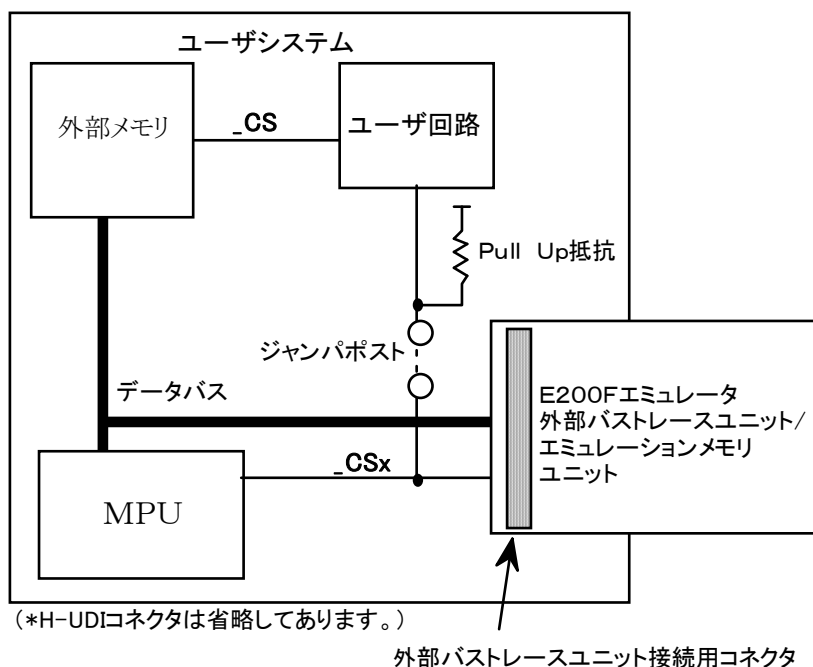 ユーザシステム
外部メモリ
_CS
ユーザ回路
Pull Up抵抗
ジャンパポスト
データバス
E200Fエミュレータ
外部バストレースユニット/
エミュレーションメモリ
ユニット
_CSx
MPU
(*H-UDIコネクタは省略してあります。)
外部バストレースユニット接続用コネクタ